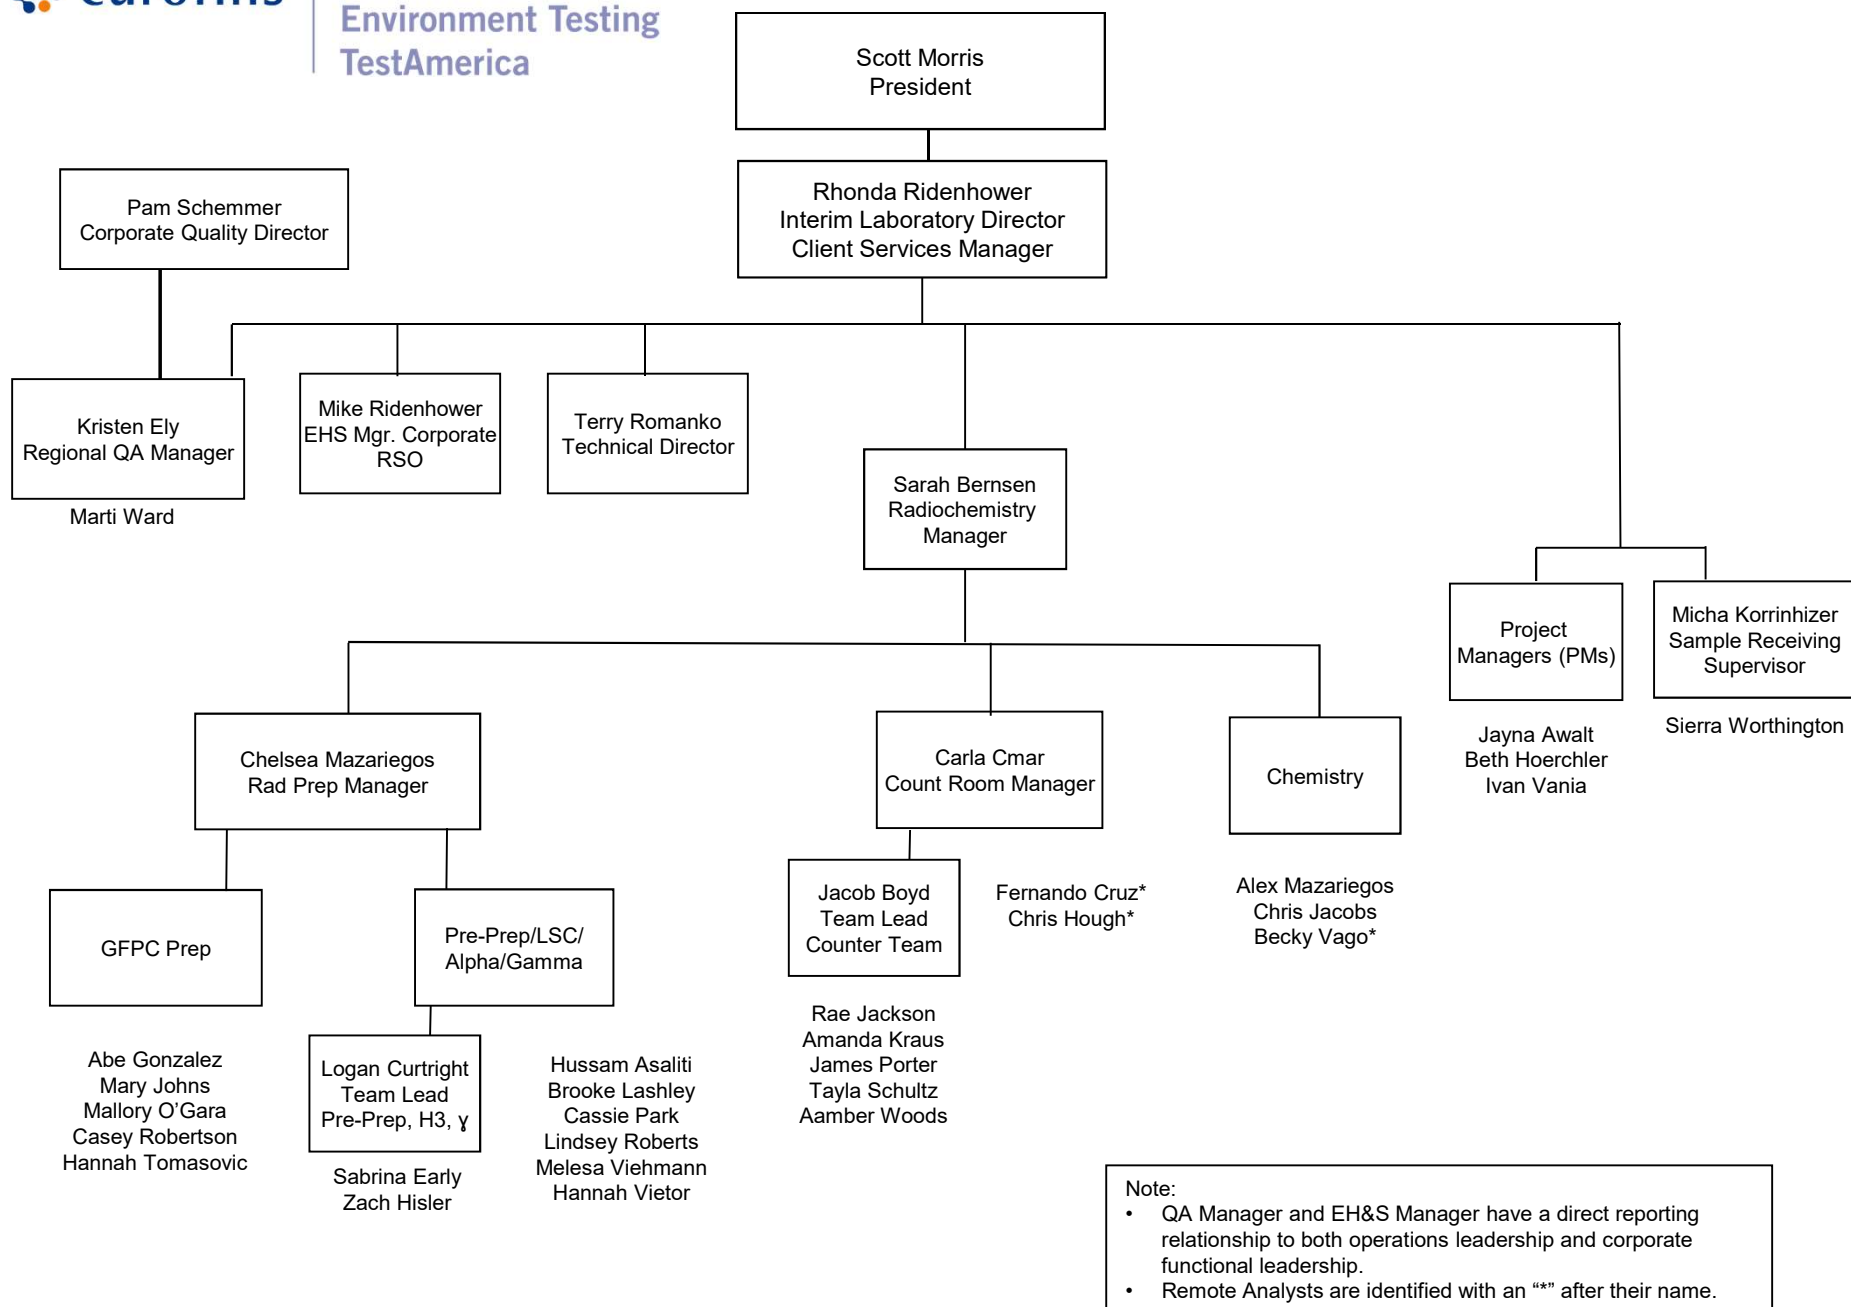 Environment Testing
TestAmerica
Scott Morris
President
Rhonda Ridenhower
Interim Laboratory Director
Client Services Manager
Pam Schemmer
Corporate Quality Director
Kristen Ely
Regional QA Manager
Marti Ward
Mike Ridenhower
EHS Mgr. Corporate
RSO
Terry Romanko
Technical Director
Sarah Bernsen
Radiochemistry
Manager
Project
Managers (PMs)
Jayna Awalt
Beth Hoerchler
Ivan Vania
Micha Korrinhizer
Sample Receiving
Supervisor
Sierra Worthington
Chelsea Mazariegos
Rad Prep Manager
Carla Cmar
Count Room Manager
Chemistry
Alex Mazariegos
Chris Jacobs
Becky Vago*
Jacob Boyd
Team Lead
Counter Team
Fernando Cruz*
Chris Hough*
Rae Jackson
Amanda Kraus
James Porter
Tayla Schultz
Aamber Woods
GFPC Prep
Abe Gonzalez
Mary Johns
Mallory O’Gara
Casey Robertson
Hannah Tomasovic
Pre-Prep/LSC/
Alpha/Gamma
Logan Curtright
Team Lead
Pre-Prep, H3, ɣ
Sabrina Early
Zach Hisler
Hussam Asaliti
Brooke Lashley
Cassie Park
Lindsey Roberts
Melesa Viehmann
Hannah Vietor
Note:
• QA Manager and EH&S Manager have a direct reporting
relationship to both operations leadership and corporate
functional leadership.
• Remote Analysts are identified with an “*” after their name.